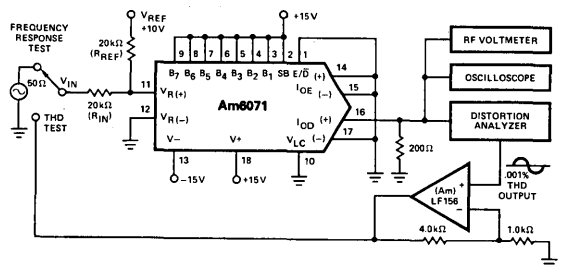 FREQUENCY
RESPONSE
TEST
VREF
+10V
+15V
20kΩ
(RREF)
9 8 7 6 5 4 3 2 1
B7 B6 B5 B4 B3 B2 B1 SB E/D̅
50Ω
VIN
20kΩ
(RIN)
11
VR(+)
12
VR(−)
Am6071
(+)
14
IOE
15
(−)
16
IOD
(+)
17
(−)
THD
TEST
V−
V+
VLC
13
18
10
−15V
+15V
200Ω
RF VOLTMETER
OSCILLOSCOPE
DISTORTION
ANALYZER
.001%
THD
OUTPUT
(Am)
LF156
+
−
4.0kΩ
1.0kΩ